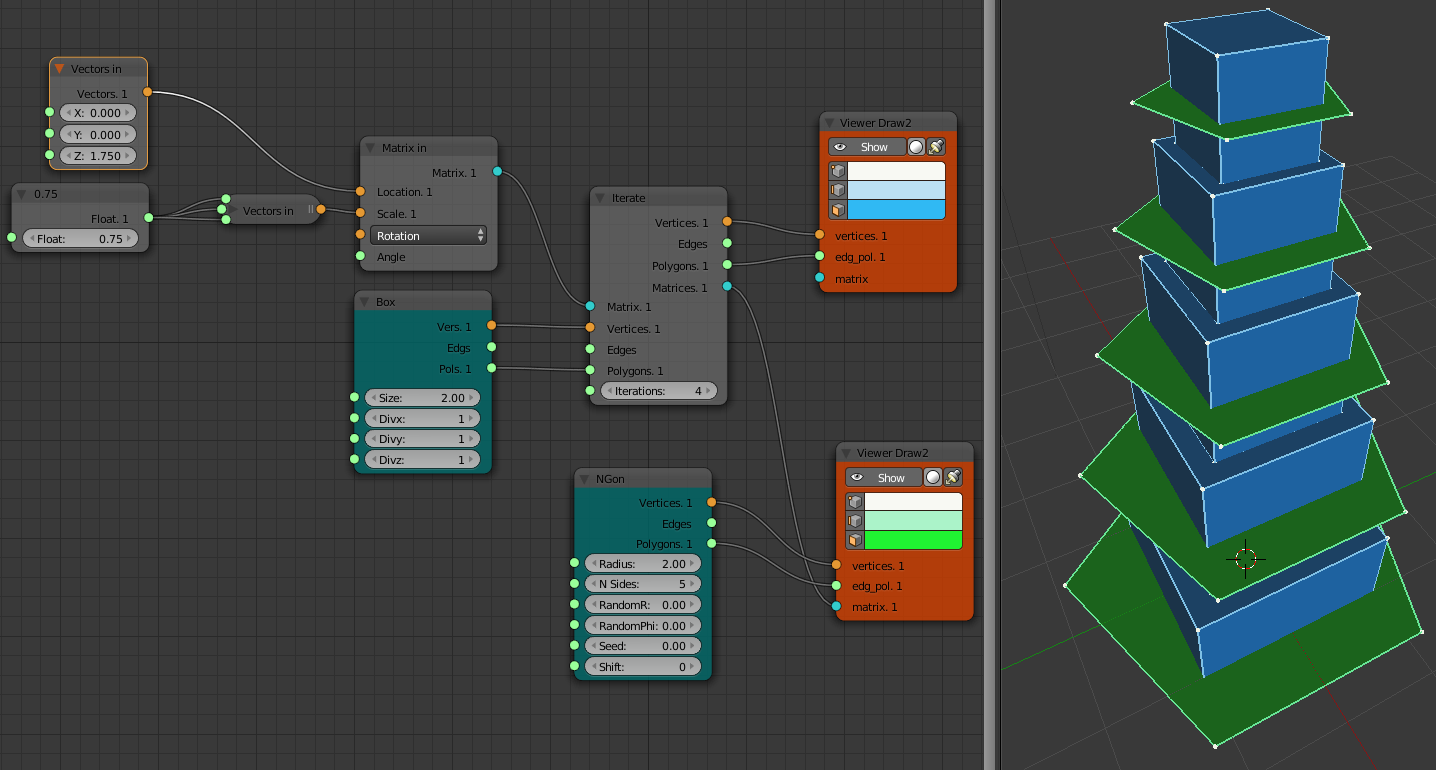 Vectors in
Vectors. 1
X: 0.000
Y: 0.000
Z: 1.750
0.75
Float. 1
Float: 0.75
Vectors in
Matrix in
Matrix. 1
Location. 1
Scale. 1
Rotation
Angle
Box
Vers. 1
Edgs
Pols. 1
Size: 2.00
Divx: 1
Divy: 1
Divz: 1
Iterate
Vertices. 1
Edges
Polygons. 1
Matrices. 1
Matrix. 1
Vertices. 1
Edges
Polygons. 1
Iterations: 4
NGon
Vertices. 1
Edges
Polygons. 1
Radius: 2.00
N Sides: 5
RandomR: 0.00
RandomPhi: 0.00
Seed: 0.00
Shift: 0
Viewer Draw2
Show
vertices. 1
edg_pol. 1
matrix
Viewer Draw2
Show
vertices. 1
edg_pol. 1
matrix. 1